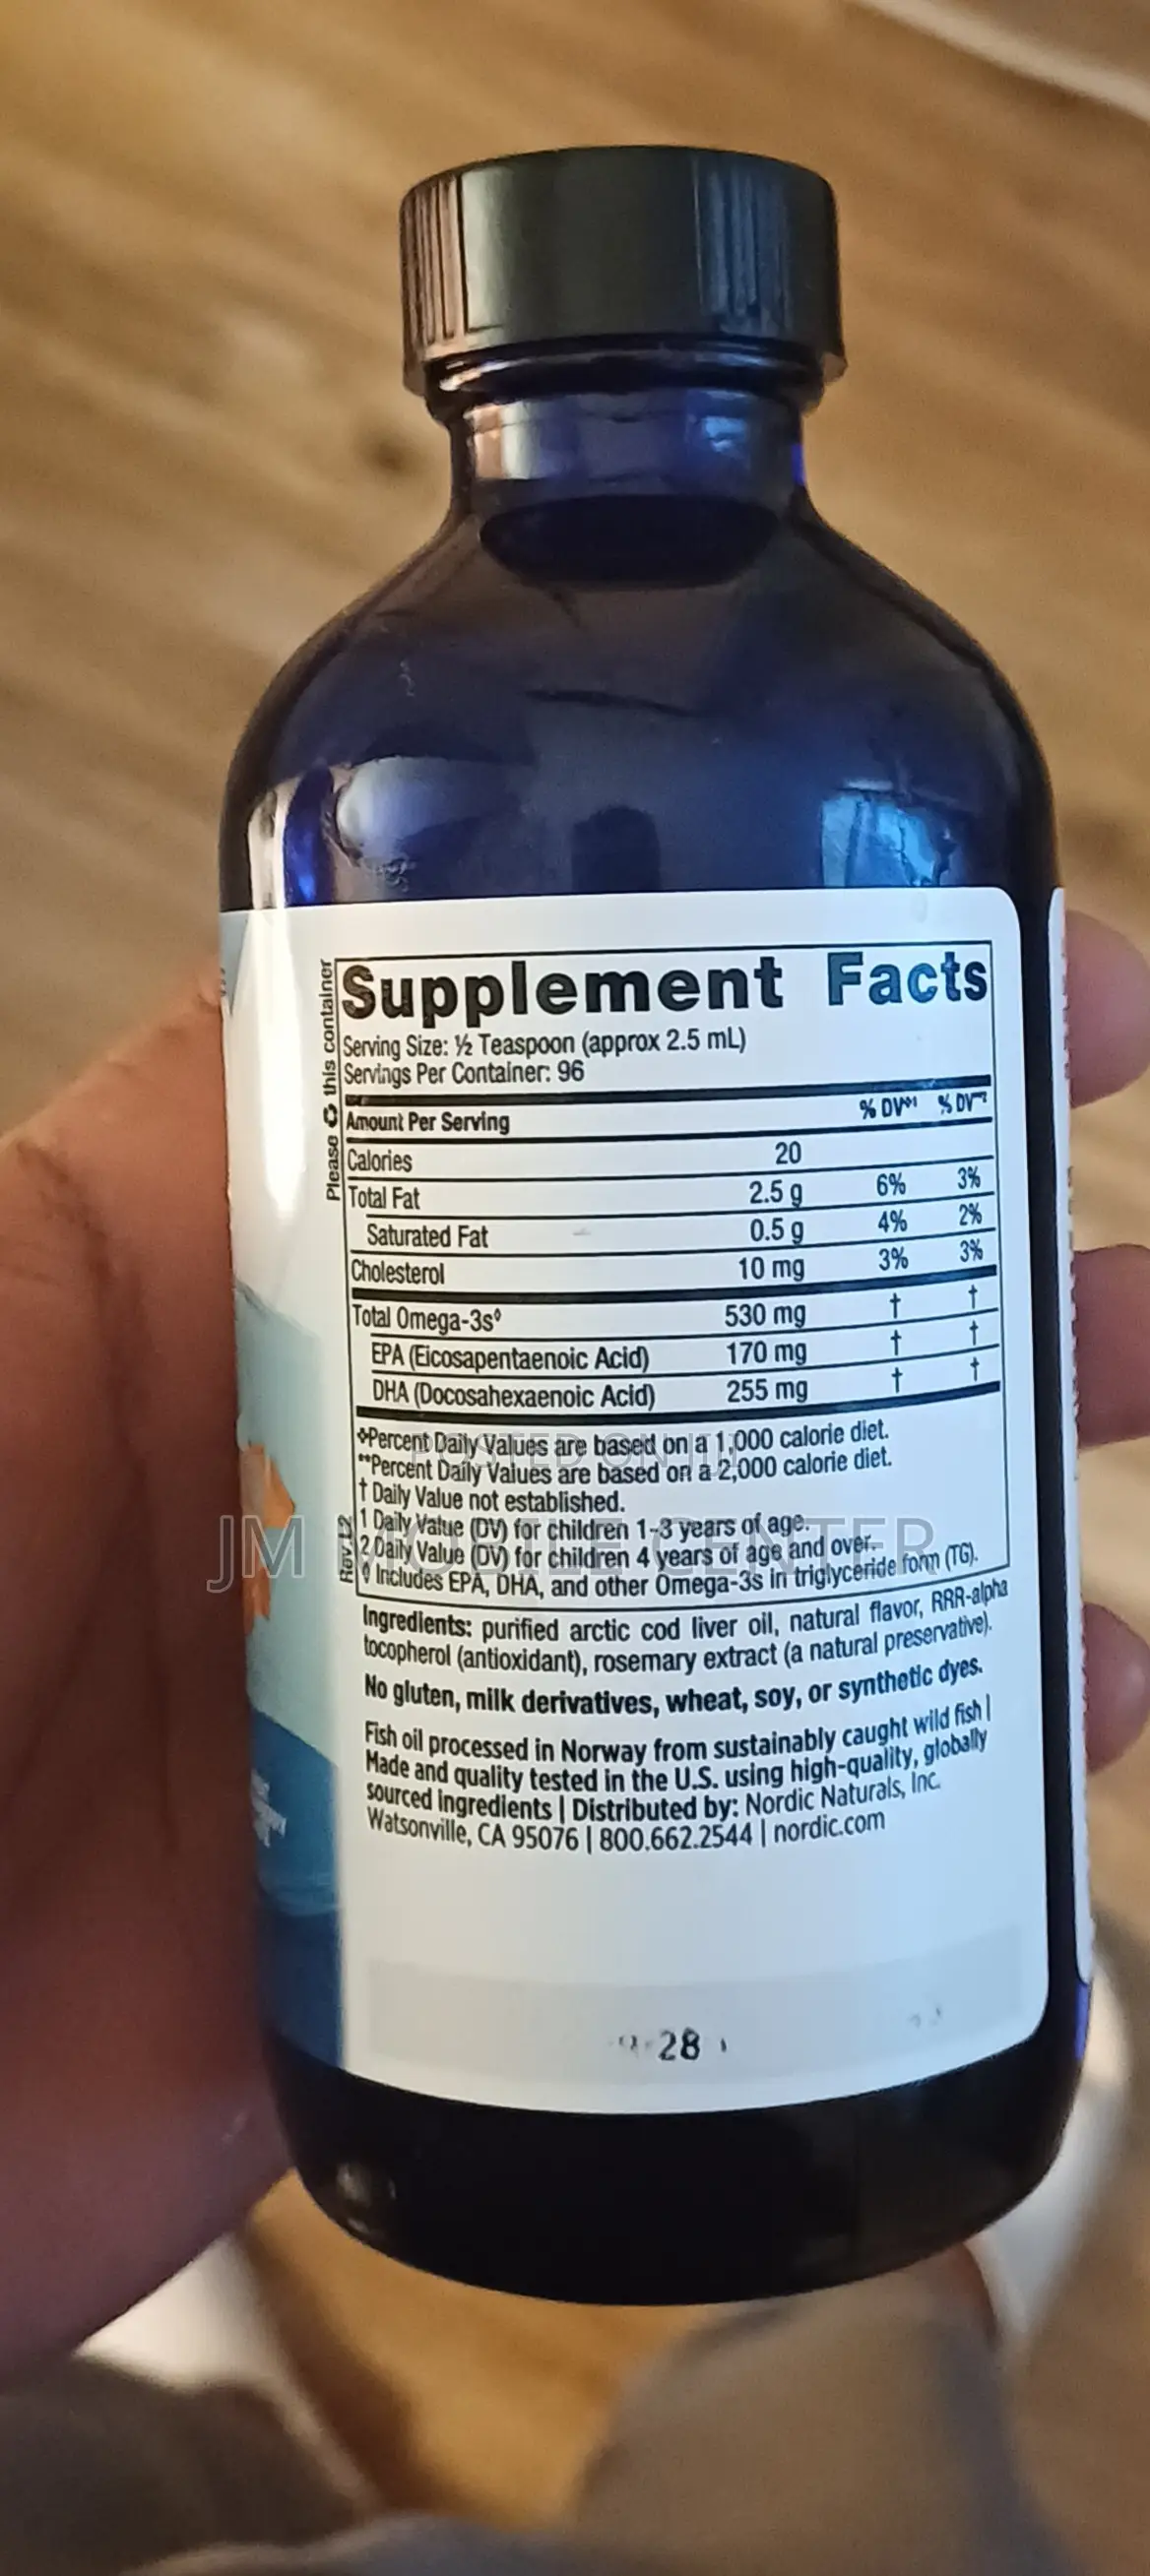 Please ♻ this container
Supplement Facts
Serving Size: ½ Teaspoon (approx 2.5 mL)
Servings Per Container: 96
Amount Per Serving % DV❖¹ % DV**²
Calories 20
Total Fat 2.5 g 6% 3%
Saturated Fat 0.5 g 4% 2%
Cholesterol 10 mg 3% 3%
Total Omega-3s◊ 530 mg † †
EPA (Eicosapentaenoic Acid) 170 mg † †
DHA (Docosahexaenoic Acid) 255 mg † †
❖Percent Daily Values are based on a 1,000 calorie diet.
**Percent Daily Values are based on a 2,000 calorie diet.
† Daily Value not established.
1 Daily Value (DV) for children 1-3 years of age.
2 Daily Value (DV) for children 4 years of age and over.
◊ Includes EPA, DHA, and other Omega-3s in triglyceride form (TG).
POSTED ON JIJI
JM MOBILE CENTER
Ingredients: purified arctic cod liver oil, natural flavor, RRR-alpha
tocopherol (antioxidant), rosemary extract (a natural preservative).
No gluten, milk derivatives, wheat, soy, or synthetic dyes.
Fish oil processed in Norway from sustainably caught wild fish |
Made and quality tested in the U.S. using high-quality, globally
sourced ingredients | Distributed by: Nordic Naturals, Inc.
Watsonville, CA 95076 | 800.662.2544 | nordic.com
28